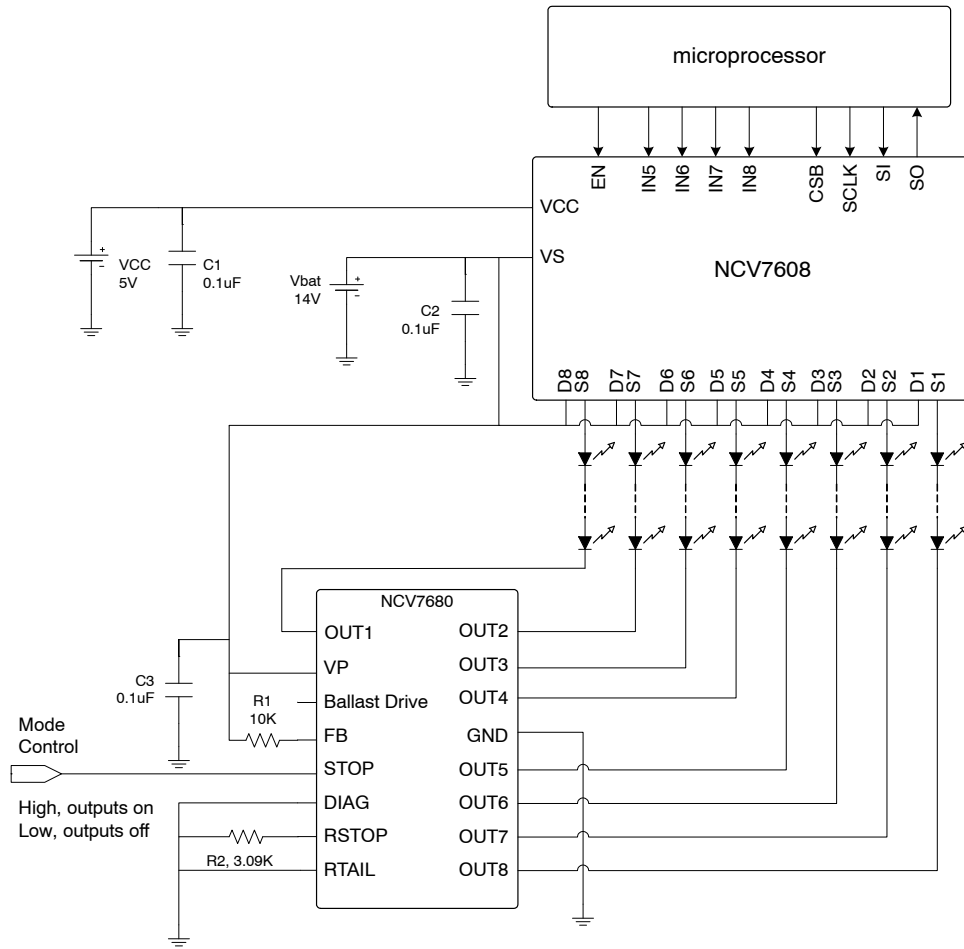 microprocessor
EN
IN5
IN6
IN7
IN8
CSB
SCLK
SI
SO
VCC
VS
NCV7608
+
-
VCC
5V
C1
0.1uF
Vbat
14V
+
-
C2
0.1uF
D8
S8
D7
S7
D6
S6
D5
S5
D4
S4
D3
S3
D2
S2
D1
S1
NCV7680
OUT1
VP
Ballast Drive
FB
STOP
DIAG
RSTOP
RTAIL
OUT2
OUT3
OUT4
GND
OUT5
OUT6
OUT7
OUT8
C3
0.1uF
R1
10K
Mode
Control
High, outputs on
Low, outputs off
R2, 3.09K